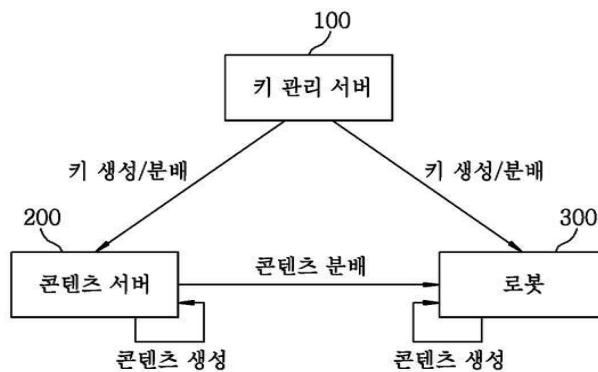 100
키 관리 서버
키 생성/분배
키 생성/분배
200
300
콘텐츠 서버
콘텐츠 분배
로봇
콘텐츠 생성
콘텐츠 생성